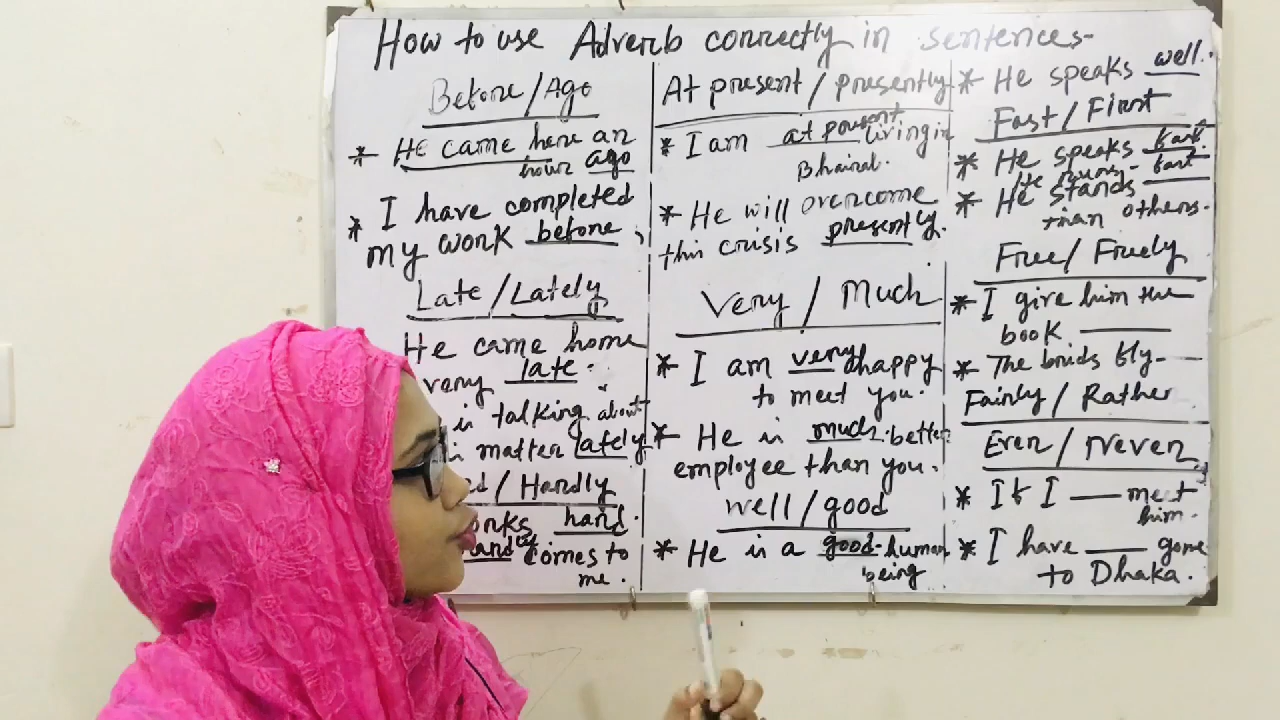 How to use Adverb correctly in sentences-
Before/Ago
* He came here an
hour ago
* I have completed
my work before.
Late/Lately
He came home
very late.
is talking about
matter lately
/Hardly
hard.
comes to
me.
At present/presently
* I am at present living in
* He will overcome
this crisis presently.
Very/Much
* I am very happy
to meet you.
* He is much better
employee than you.
well/good
* He is a good human
being
* He speaks well.
Fast/First
* He speaks fast.
He runs- fast
* He stands
than others.
Free/Freely
* I give him the
book
* The birds fly-
Fairly/Rather
Ever/Never
* If I meet
him.
* I have gone
to Dhaka.